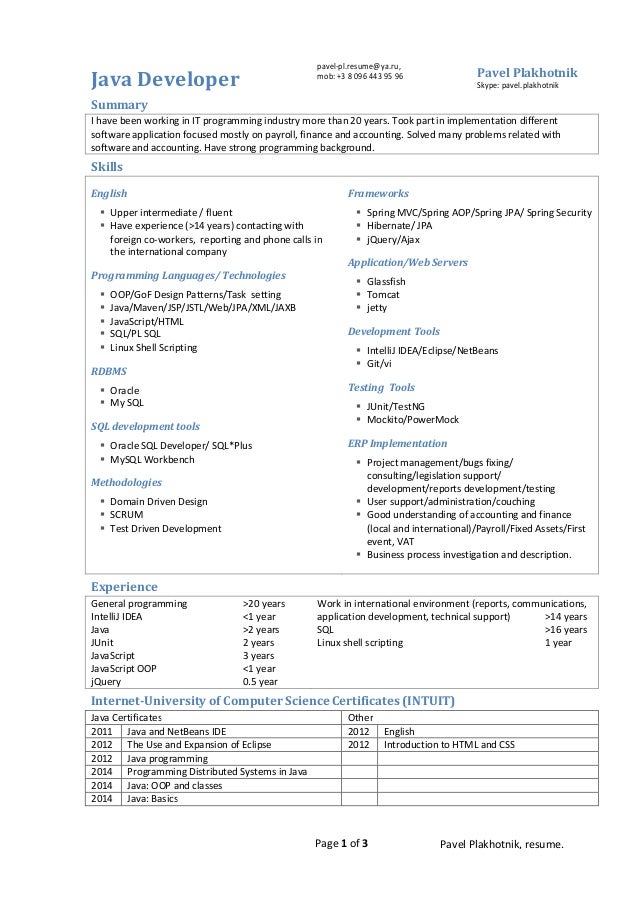 Java Developer
pavel-pl.resume@ya.ru,
mob: +3 8 096 443 95 96
Pavel Plakhotnik
Skype: pavel.plakhotnik
Summary
I have been working in IT programming industry more than 20 years. Took part in implementation different
software application focused mostly on payroll, finance and accounting. Solved many problems related with
software and accounting. Have strong programming background.
Skills
English
▪ Upper intermediate / fluent
▪ Have experience (>14 years) contacting with
foreign co-workers, reporting and phone calls in
the international company
Programming Languages/ Technologies
▪ OOP/GoF Design Patterns/Task setting
▪ Java/Maven/JSP/JSTL/Web/JPA/XML/JAXB
▪ JavaScript/HTML
▪ SQL/PL SQL
▪ Linux Shell Scripting
RDBMS
▪ Oracle
▪ My SQL
SQL development tools
▪ Oracle SQL Developer/ SQL*Plus
▪ MySQL Workbench
Methodologies
▪ Domain Driven Design
▪ SCRUM
▪ Test Driven Development
Frameworks
▪ Spring MVC/Spring AOP/Spring JPA/ Spring Security
▪ Hibernate/ JPA
▪ jQuery/Ajax
Application/Web Servers
▪ Glassfish
▪ Tomcat
▪ jetty
Development Tools
▪ IntelliJ IDEA/Eclipse/NetBeans
▪ Git/vi
Testing Tools
▪ JUnit/TestNG
▪ Mockito/PowerMock
ERP Implementation
▪ Project management/bugs fixing/
consulting/legislation support/
development/reports development/testing
▪ User support/administration/couching
▪ Good understanding of accounting and finance
(local and international)/Payroll/Fixed Assets/First
event, VAT
▪ Business process investigation and description.
Experience
General programming >20 years
IntelliJ IDEA <1 year
Java >2 years
JUnit 2 years
JavaScript 3 years
JavaScript OOP <1 year
jQuery 0.5 year
Work in international environment (reports, communications,
application development, technical support) >14 years
SQL >16 years
Linux shell scripting 1 year
Internet-University of Computer Science Certificates (INTUIT)
Java Certificates Other
2011 Java and NetBeans IDE 2012 English
2012 The Use and Expansion of Eclipse 2012 Introduction to HTML and CSS
2012 Java programming
2014 Programming Distributed Systems in Java
2014 Java: OOP and classes
2014 Java: Basics
Page 1 of 3 Pavel Plakhotnik, resume.